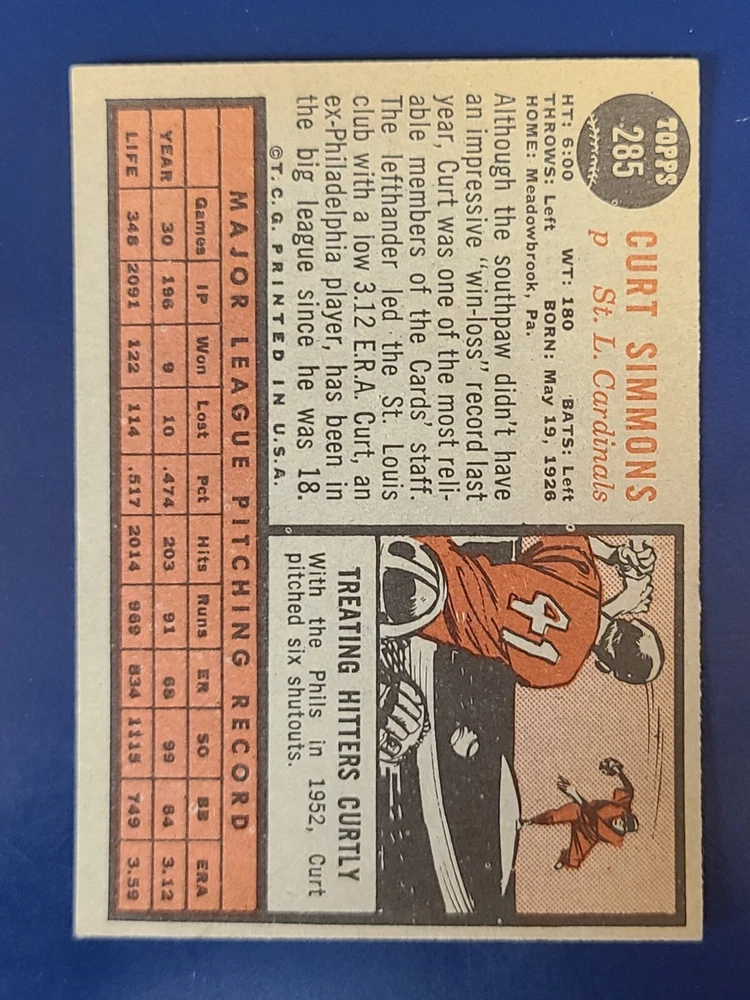 TOPPS
285
CURT SIMMONS
P St. L. Cardinals
HT: 6:00 WT: 180 BATS: Left
THROWS: Left BORN: May 19, 1926
HOME: Meadowbrook, Pa.
Although the southpaw didn't have
an impressive "win-loss" record last
year, Curt was one of the most reli-
able members of the Cards' staff.
The lefthander led the St. Louis
club with a low 3.12 E.R.A. Curt, an
ex-Philadelphia player, has been in
the big league since he was 18.
©T.C.G. PRINTED IN U.S.A.
41
TREATING HITTERS CURTLY
With the Phils in 1952, Curt
pitched six shutouts.
MAJOR LEAGUE PITCHING RECORD
Games IP Won Lost Pct Hits Runs ER SO BB ERA
YEAR 30 196 9 10 .474 203 91 68 99 64 3.12
LIFE 348 2091 122 114 .517 2014 969 834 1115 749 3.59